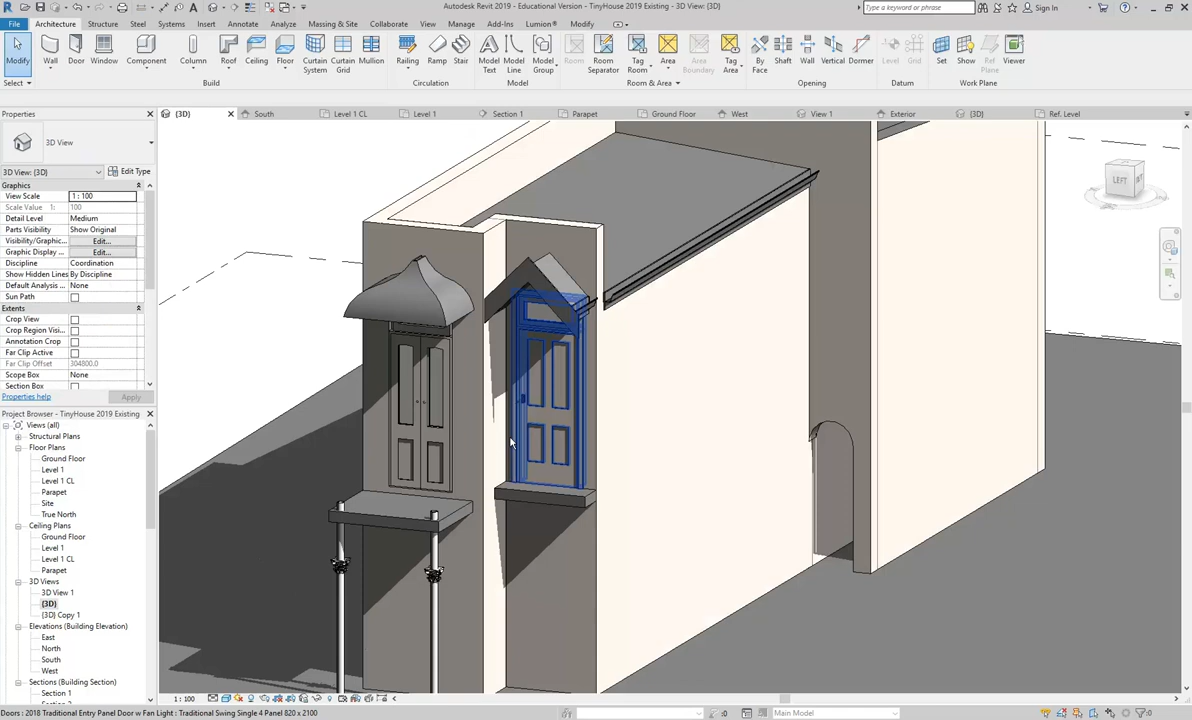 Autodesk Revit 2019 - Educational Version - TinyHouse 2019 Existing - 3D View: {3D}
Type a keyword or phrase
Sign In
File Architecture Structure Steel Systems Insert Annotate Analyze Massing & Site Collaborate View Manage Add-Ins Lumion® Modify
Modify Wall Door Window Component Column Roof Ceiling Floor Curtain System Curtain Grid Mullion Railing Ramp Stair Model Text Model Line Model Group Room Room Separator Tag Room Area Area Boundary Tag Area By Face Shaft Wall Vertical Dormer Level Grid Set Show Ref Plane Viewer
Select Build Circulation Model Room & Area Opening Datum Work Plane
Properties
{3D} South Level 1 CL Level 1 Section 1 Parapet Ground Floor West View 1 Exterior {3D} Ref. Level
3D View
3D View: {3D} Edit Type
Graphics
View Scale 1 : 100
Scale Value 1: 100
Detail Level Medium
Parts Visibility Show Original
Visibility/Graphic... Edit...
Graphic Display ... Edit...
Discipline Coordination
Show Hidden Lines By Discipline
Default Analysis ... None
Sun Path
Extents
Crop View
Crop Region Visi...
Annotation Crop
Far Clip Active
Far Clip Offset 304800.0
Scope Box None
Section Box
Properties help Apply
Project Browser - TinyHouse 2019 Existing
Views (all)
Structural Plans
Floor Plans
Ground Floor
Level 1
Level 1 CL
Parapet
Site
True North
Ceiling Plans
Ground Floor
Level 1
Level 1 CL
Parapet
3D Views
3D View 1
{3D}
{3D} Copy 1
Elevations (Building Elevation)
East
North
South
West
Sections (Building Section)
Section 1
LEFT
1 : 100
Doors : 2018 Traditional Entry Panel Door w Fan Light : Traditional Swing Single 4 Panel 820 x 2100
:0
Main Model
:0